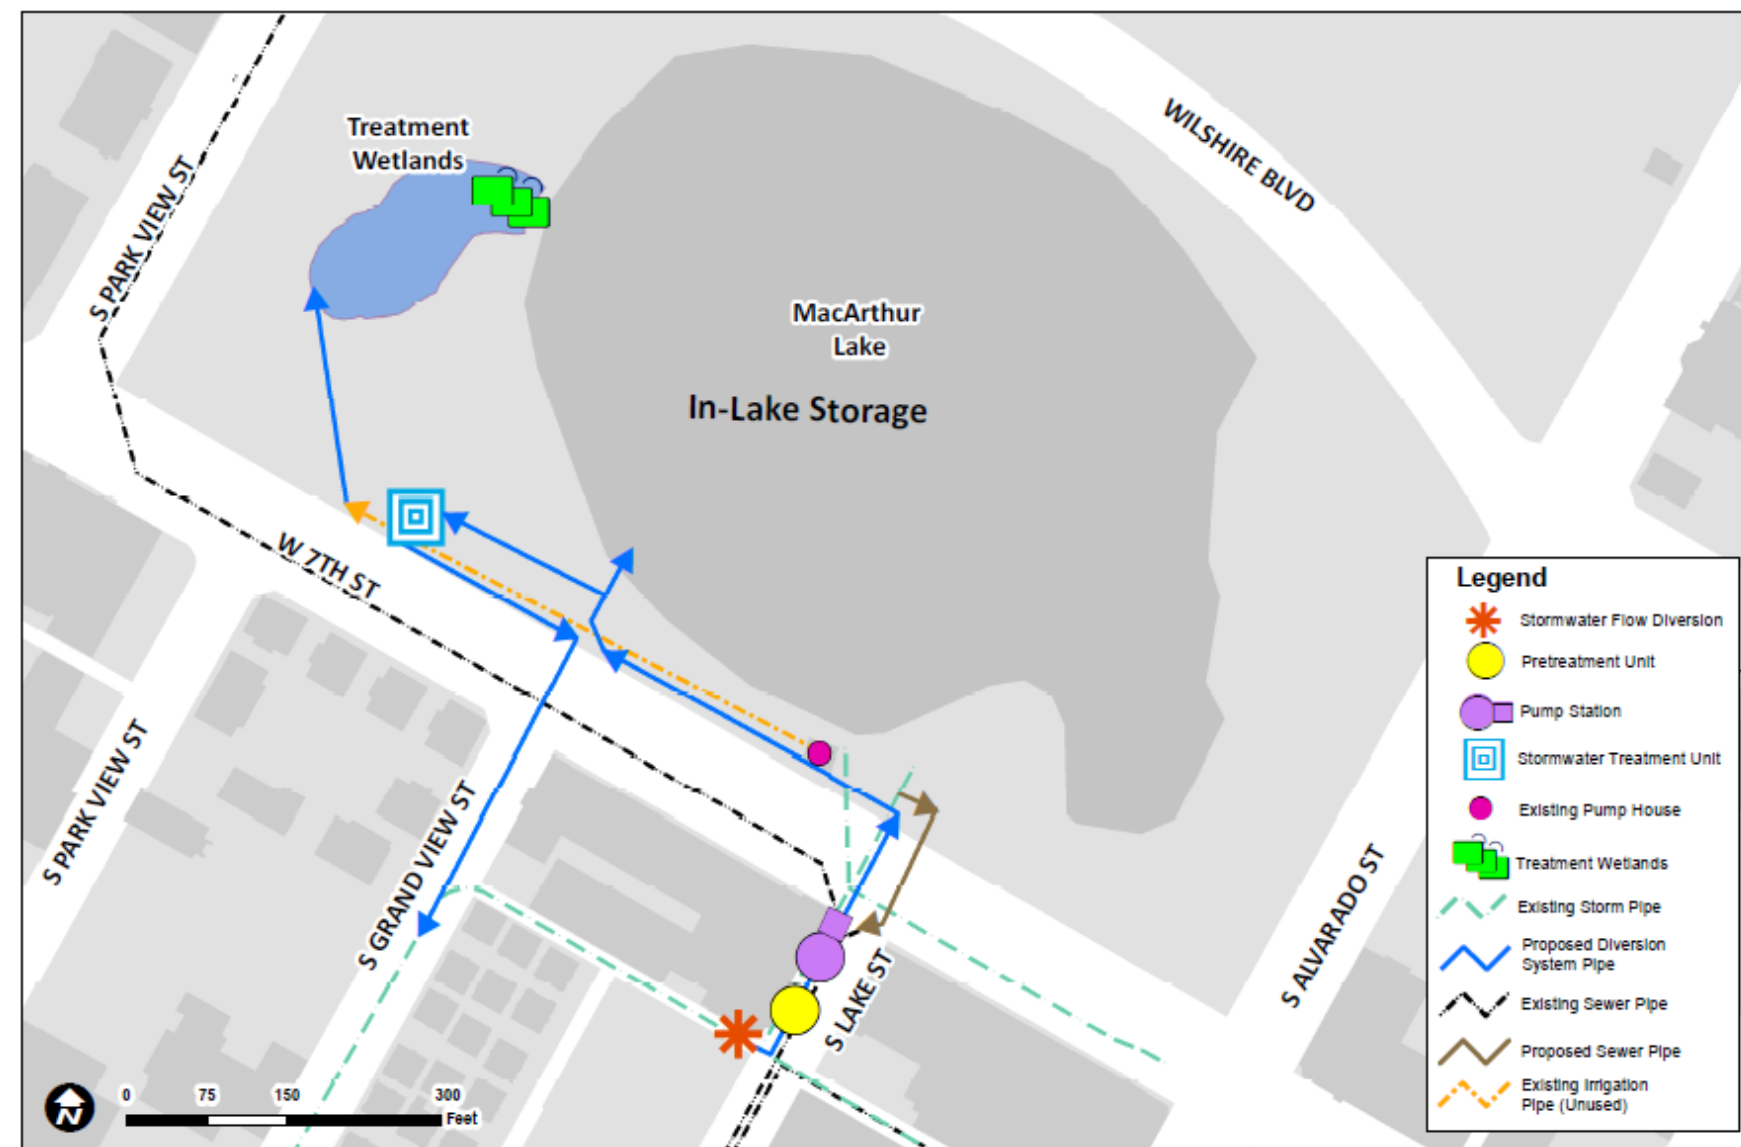 Treatment
Wetlands
WILSHIRE BLVD
S PARK VIEW ST
MacArthur
Lake
In-Lake Storage
W 7TH ST
S PARK VIEW ST
S GRAND VIEW ST
S LAKE ST
S ALVARADO ST
Legend
Stormwater Flow Diversion
Pretreatment Unit
Pump Station
Stormwater Treatment Unit
Existing Pump House
Treatment Wetlands
Existing Storm Pipe
Proposed Diversion
System Pipe
Existing Sewer Pipe
Proposed Sewer Pipe
Existing Irrigation
Pipe (Unused)
N
0 75 150 300
Feet